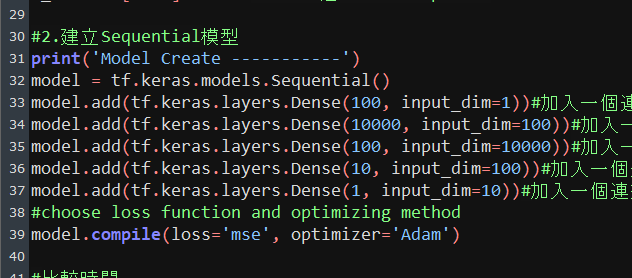 29
30 #2.建立Sequential模型
31 print('Model Create -----------')
32 model = tf.keras.models.Sequential()
33 model.add(tf.keras.layers.Dense(100, input_dim=1))#加入一個連
34 model.add(tf.keras.layers.Dense(10000, input_dim=100))#加入一
35 model.add(tf.keras.layers.Dense(100, input_dim=10000))#加入一
36 model.add(tf.keras.layers.Dense(10, input_dim=100))#加入一個
37 model.add(tf.keras.layers.Dense(1, input_dim=10))#加入一個連
38 #choose loss function and optimizing method
39 model.compile(loss='mse', optimizer='Adam')
40
41 #比較時間